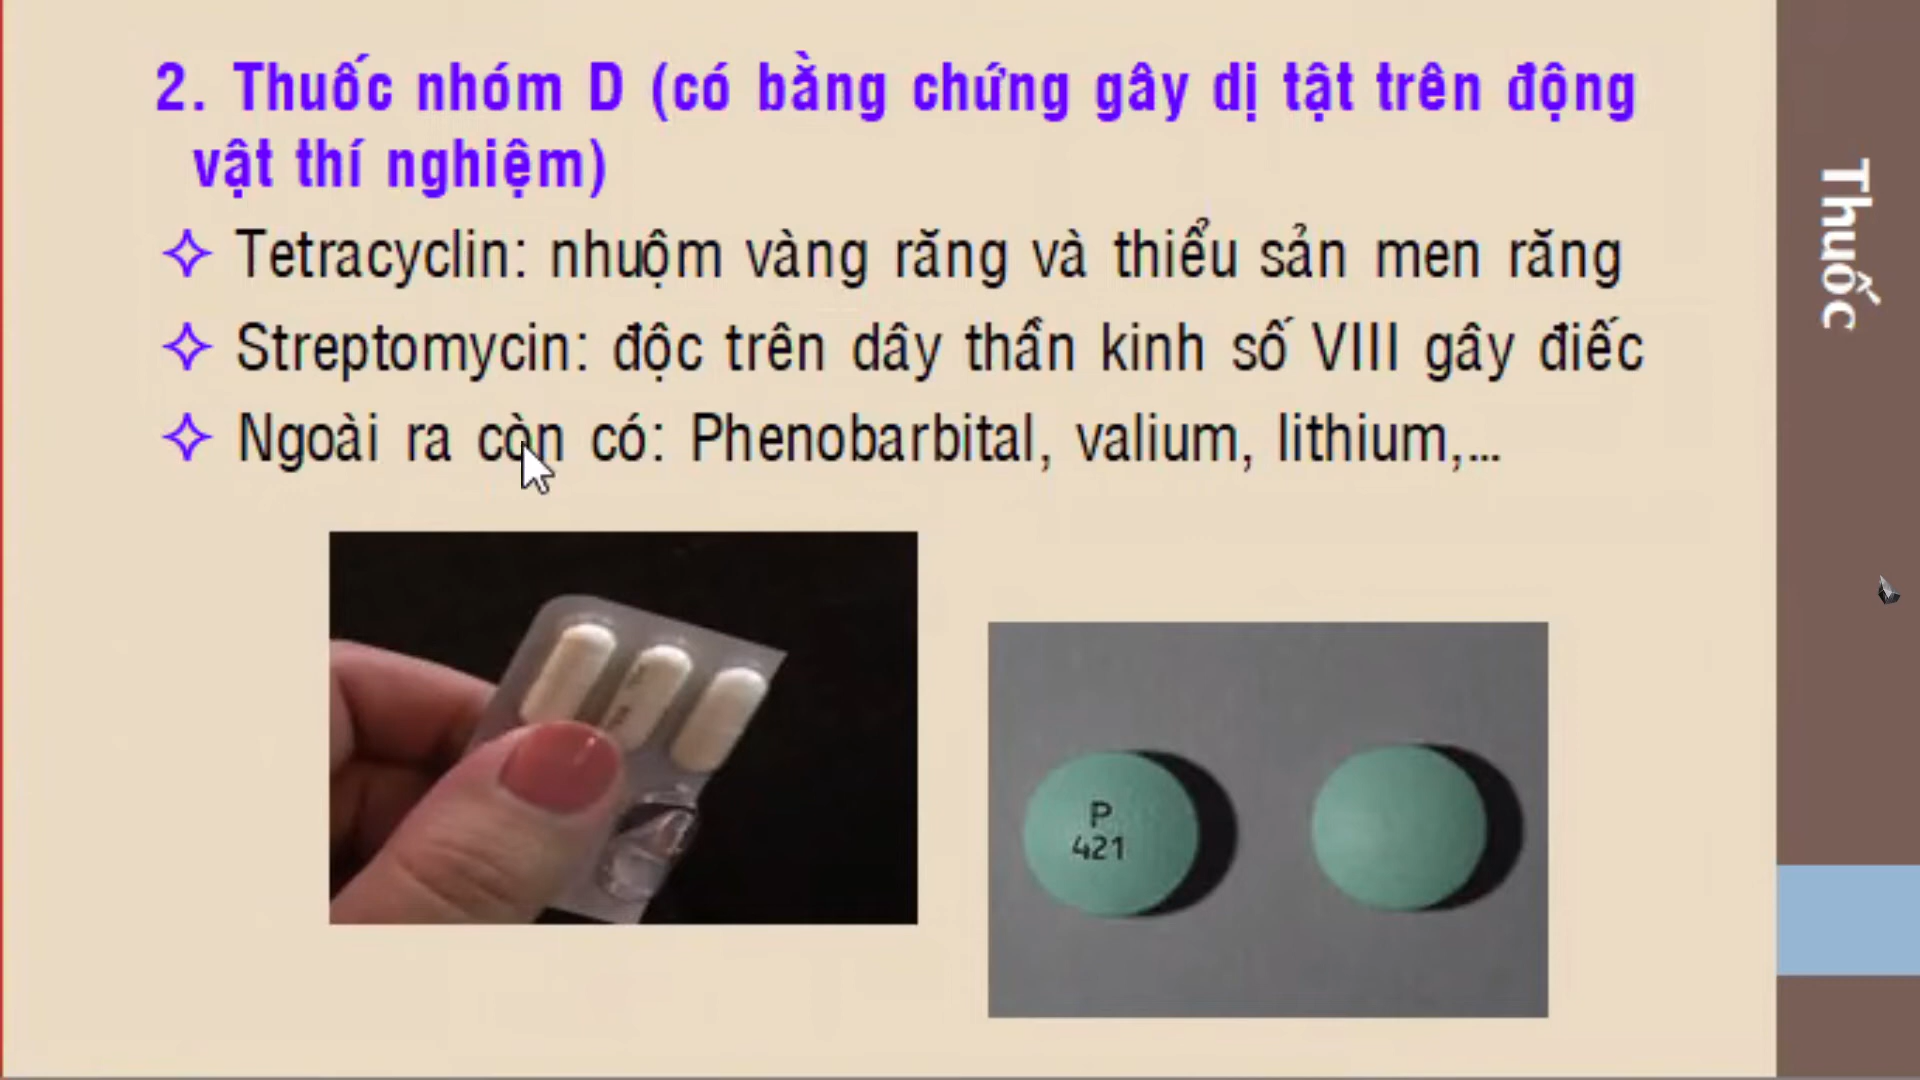 2. Thuốc nhóm D (có bằng chứng gây dị tật trên động
vật thí nghiệm)
Tetracyclin: nhuộm vàng răng và thiểu sản men răng
Streptomycin: độc trên dây thần kinh số VIII gây điếc
Ngoài ra còn có: Phenobarbital, valium, lithium,...
P
421
Thuốc